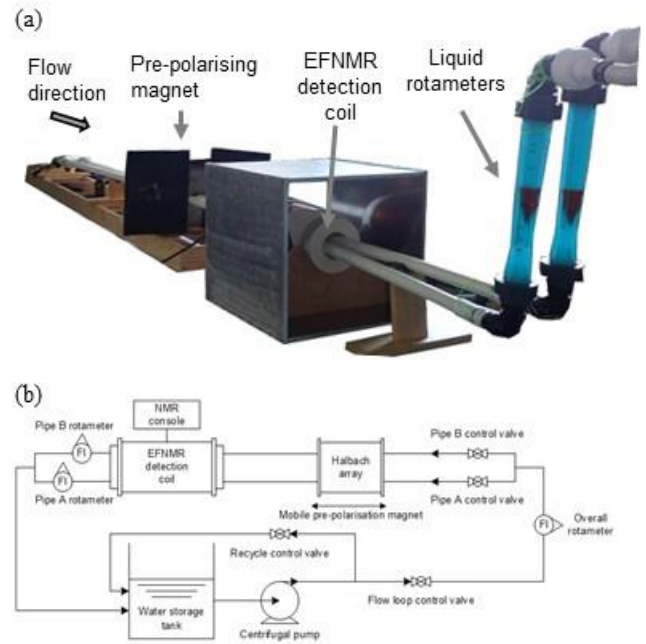 (a)
Flow
direction
Pre-polarising
magnet
EFNMR
detection
coil
Liquid
rotameters
(b)
NMR
console
Pipe B rotameter
FI
EFNMR
detection
coil
Halbach
array
Pipe B control valve
FI
Pipe A rotameter
Pipe A control valve
Mobile pre-polarisation magnet
FI
Overall
rotameter
Recycle control valve
Water storage
tank
Flow loop control valve
Centrifugal pump